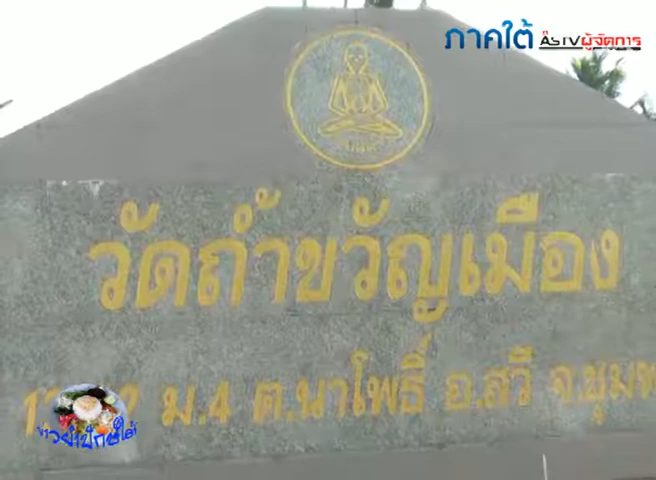 ภาคใต้ ASTVผู้จัดการ
วัดถ้ำขวัญเมือง
ม.4 ต.นาโพธิ์ อ.สวี จ.ชุมพ